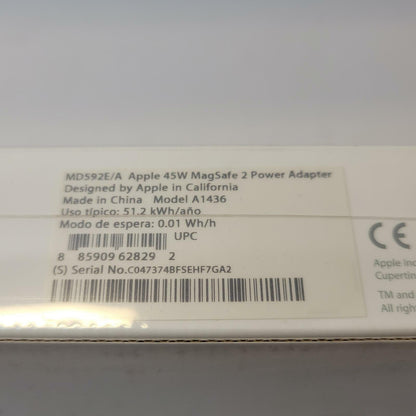 MD592E/A Apple 45W MagSafe 2 Power Adapter
Designed by Apple in California
Made in China Model A1436
Uso típico: 51.2 kWh/año
Modo de espera: 0.01 Wh/h
UPC
8 85909 62829 2
(S) Serial No.C047374BFSEHF7GA2
CE
Apple Inc
Cupertin
TM and
All righ